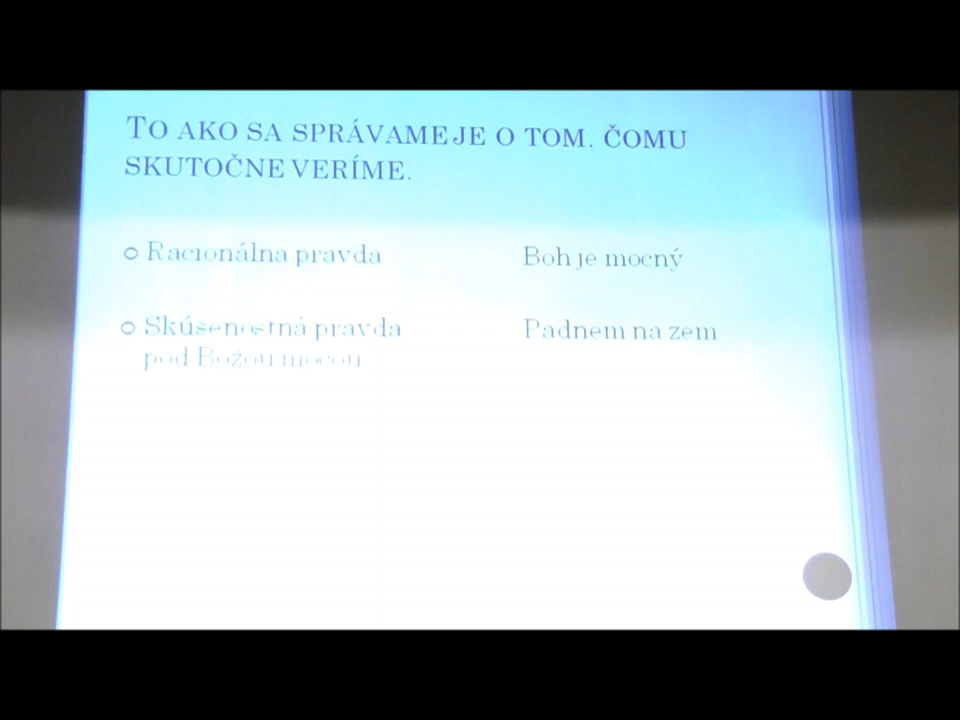 TO AKO SA SPRÁVAME JE O TOM, ČOMU
SKUTOČNE VERÍME.
Racionálna pravda
Boh je mocný
Skúsenostná pravda
Padnem na zem
pod Božou mocou